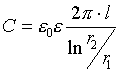 C = ε₀ε 2π · l / ln r₂/r₁